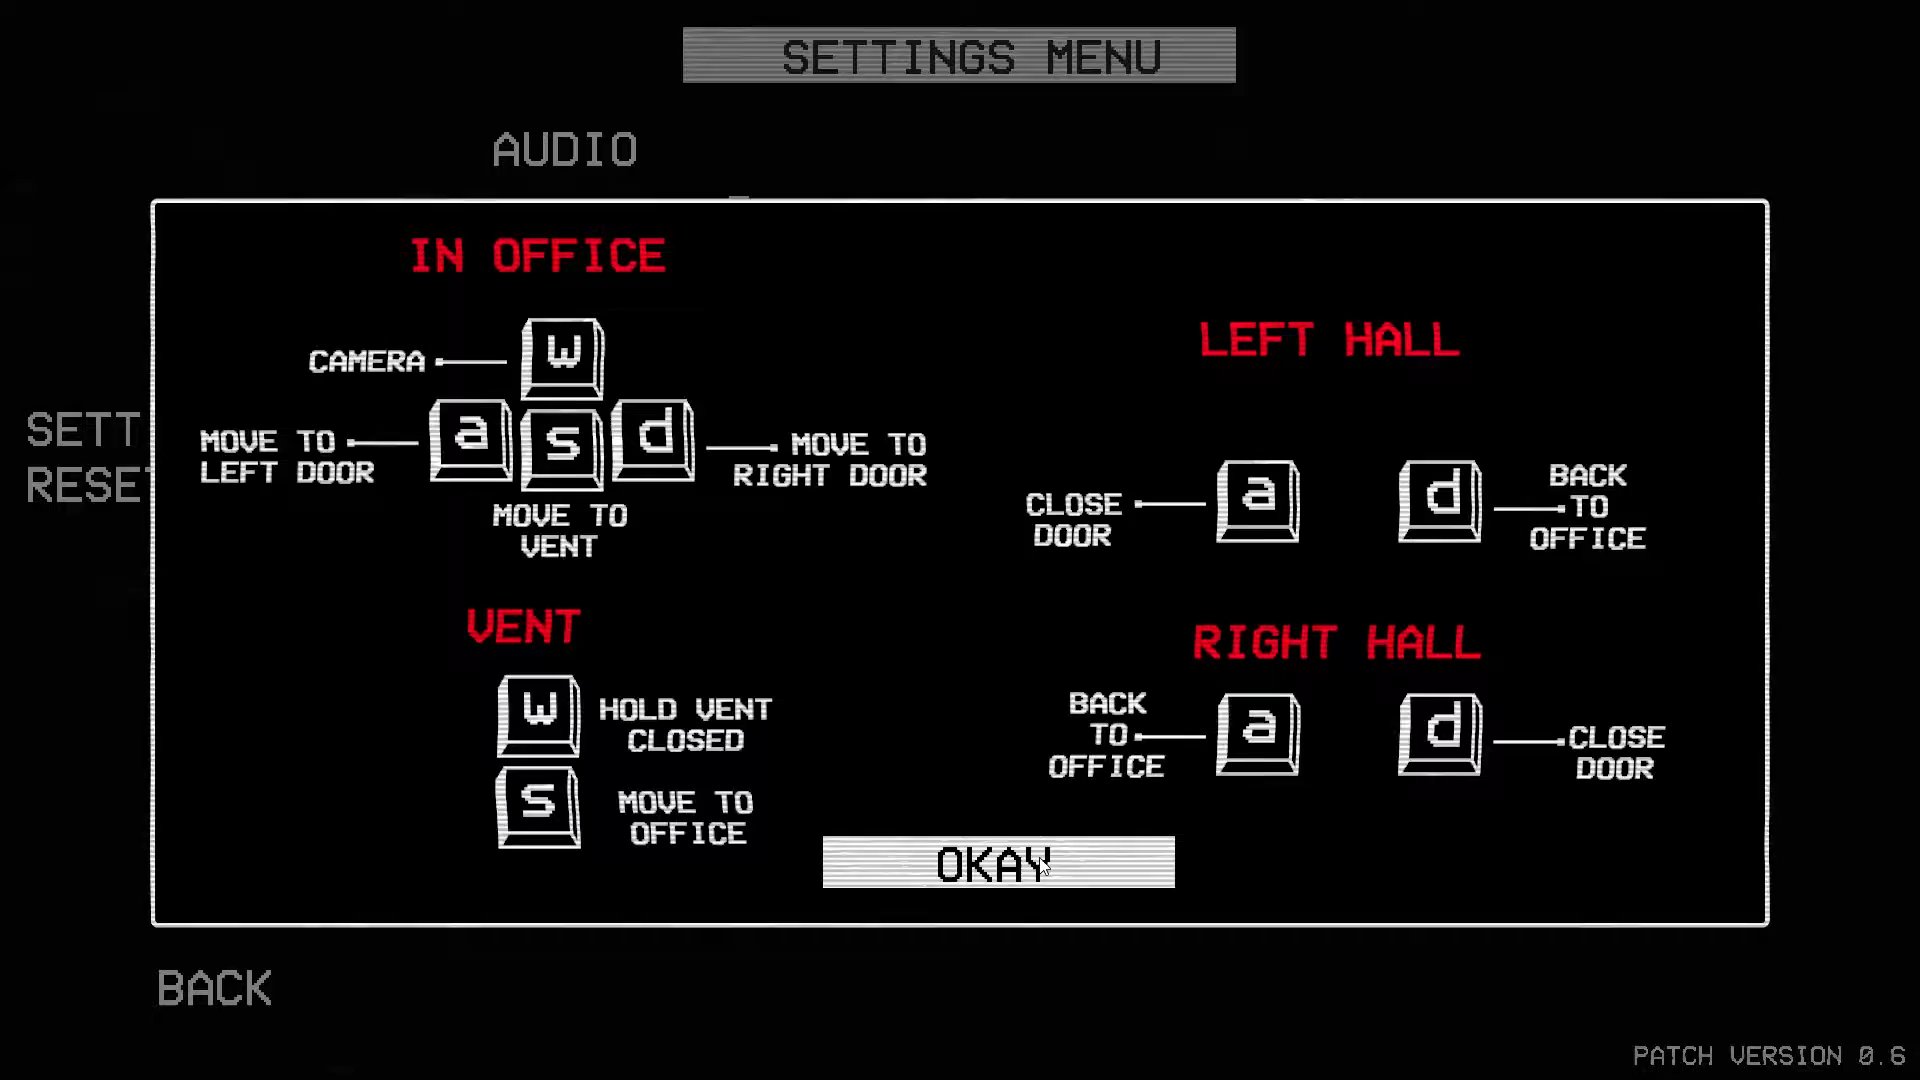 SETTINGS MENU
AUDIO
IN OFFICE
CAMERA
w
MOVE TO
LEFT DOOR
a
s
d
MOVE TO
RIGHT DOOR
MOVE TO
VENT
LEFT HALL
CLOSE
DOOR
a
d
BACK
TO
OFFICE
SETT
RESE
VENT
w
HOLD VENT
CLOSED
s
MOVE TO
OFFICE
RIGHT HALL
BACK
TO
OFFICE
a
d
CLOSE
DOOR
OKAY
BACK
PATCH VERSION 0.6